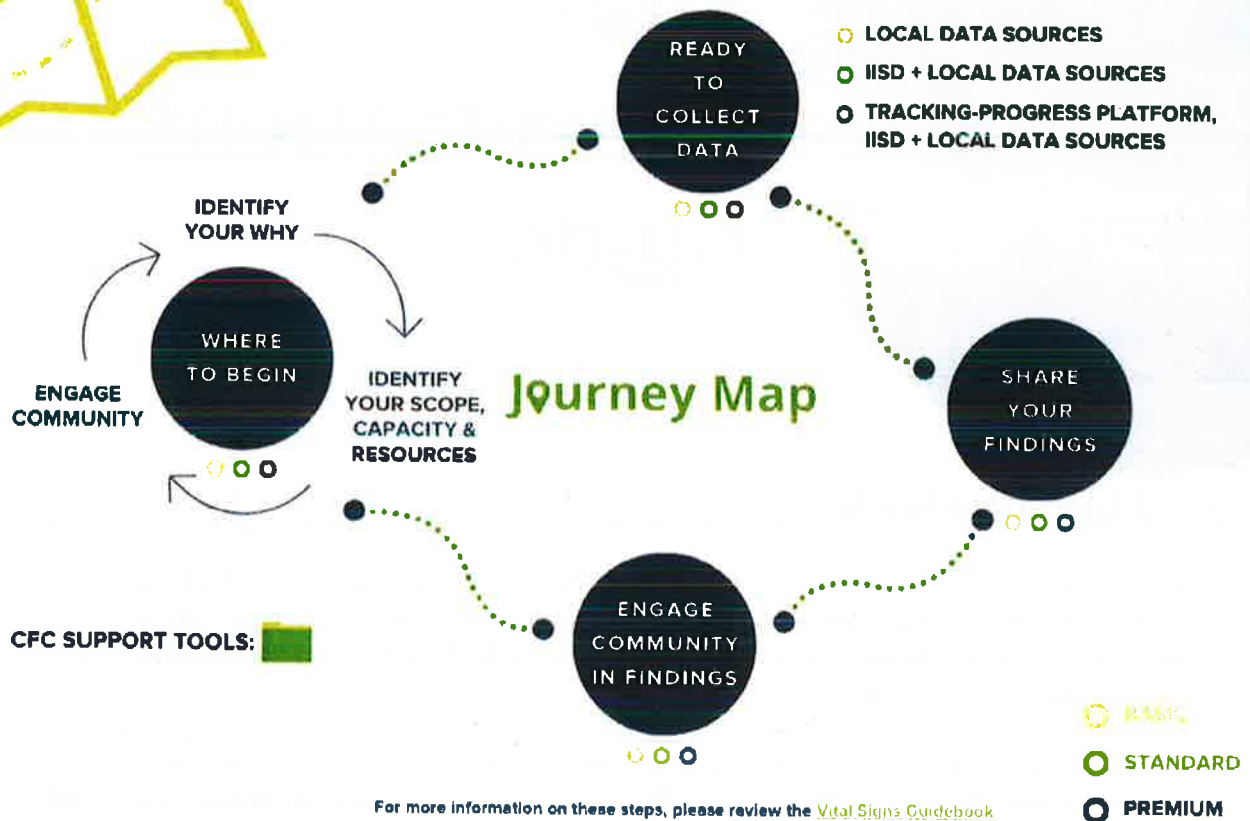 READY
TO
COLLECT
DATA
LOCAL DATA SOURCES
IISD + LOCAL DATA SOURCES
TRACKING-PROGRESS PLATFORM,
IISD + LOCAL DATA SOURCES
IDENTIFY
YOUR WHY
WHERE
TO BEGIN
ENGAGE
COMMUNITY
IDENTIFY
YOUR SCOPE,
CAPACITY &
RESOURCES
Journey Map
SHARE
YOUR
FINDINGS
ENGAGE
COMMUNITY
IN FINDINGS
CFC SUPPORT TOOLS:
BASIC
STANDARD
PREMIUM
For more information on these steps, please review the Vital Signs Guidebook